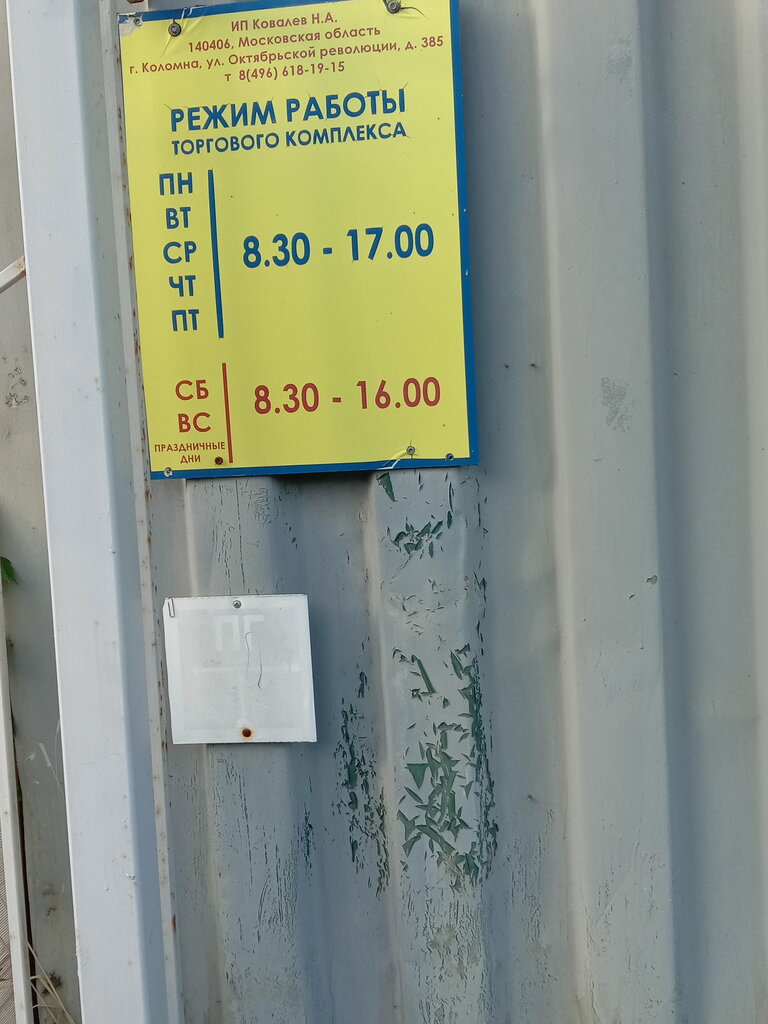 ИП Ковалев Н.А.
140406, Московская область
г. Коломна, ул. Октябрьской революции, д. 385
т 8(496) 618-19-15
РЕЖИМ РАБОТЫ
ТОРГОВОГО КОМПЛЕКСА
ПН
ВТ
СР
ЧТ
ПТ
8.30 - 17.00
СБ
ВС
ПРАЗДНИЧНЫЕ
ДНИ
8.30 - 16.00
ПГ